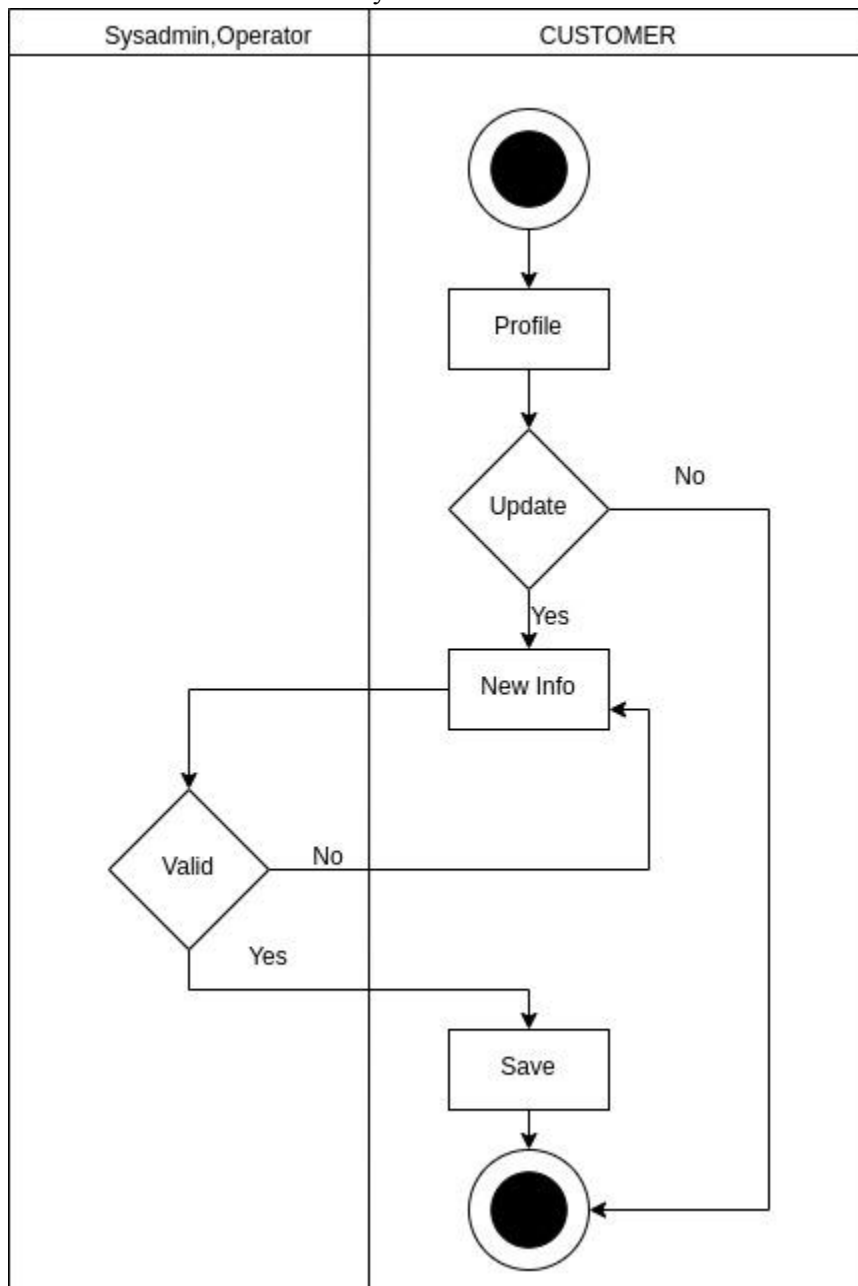 Sysadmin,Operator
CUSTOMER
Profile
Update
No
Yes
New Info
Valid
No
Yes
Save